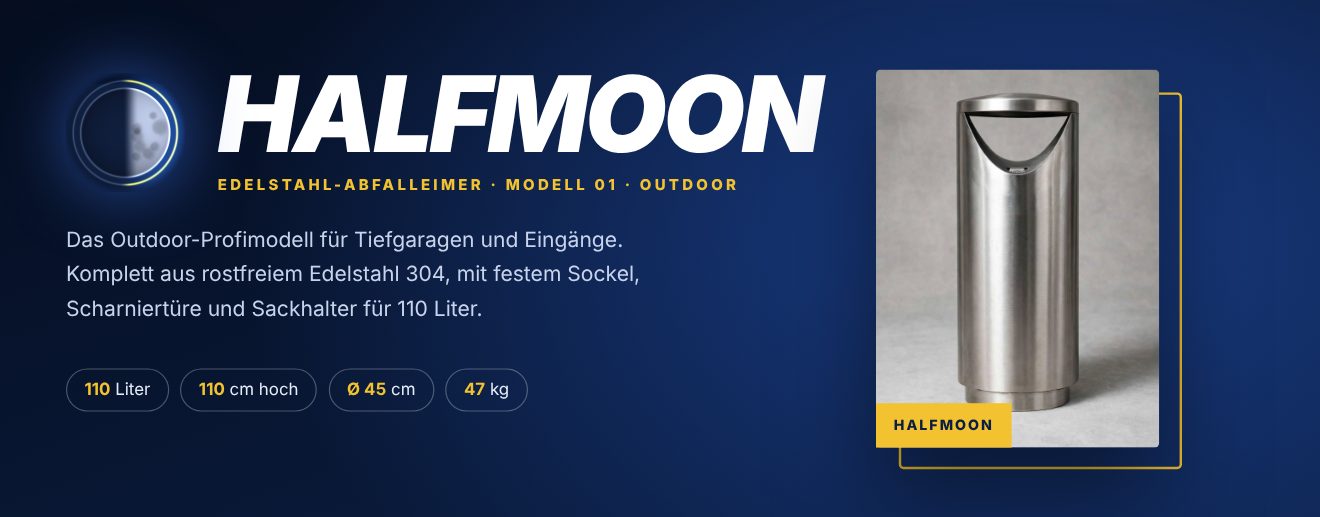 HALFMOON
EDELSTAHL-ABFALLEIMER · MODELL 01 · OUTDOOR
Das Outdoor-Profimodell für Tiefgaragen und Eingänge.
Komplett aus rostfreiem Edelstahl 304, mit festem Sockel,
Scharniertüre und Sackhalter für 110 Liter.
110 Liter 110 cm hoch Ø 45 cm 47 kg
HALFMOON